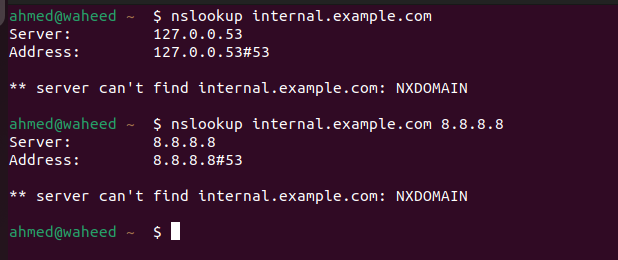 ahmed@waheed ~ $ nslookup internal.example.com
Server: 127.0.0.53
Address: 127.0.0.53#53
** server can't find internal.example.com: NXDOMAIN
ahmed@waheed ~ $ nslookup internal.example.com 8.8.8.8
Server: 8.8.8.8
Address: 8.8.8.8#53
** server can't find internal.example.com: NXDOMAIN
ahmed@waheed ~ $